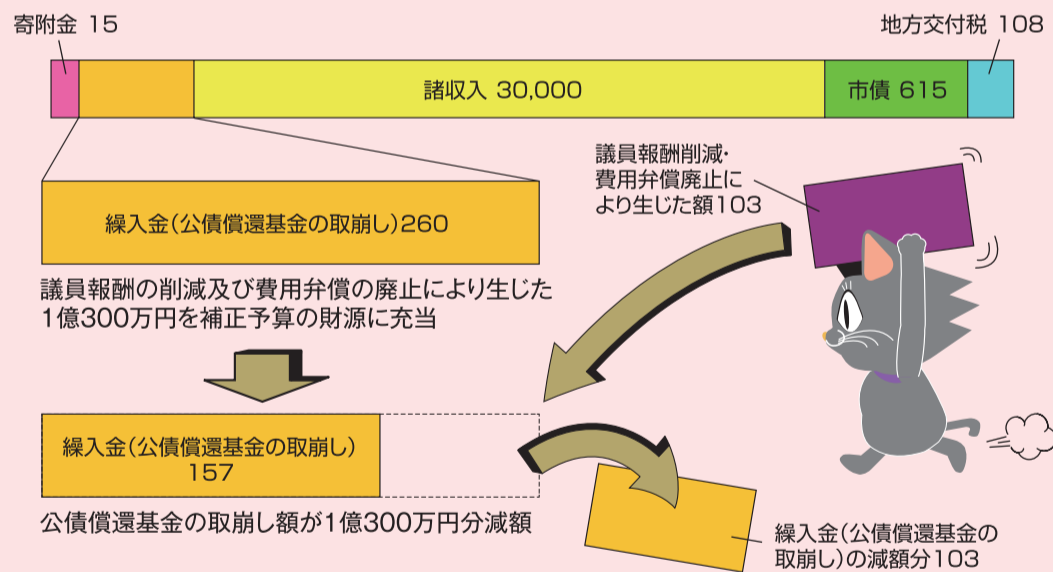 寄附金 15
地方交付税 108
諸収入 30,000
市債 615
議員報酬削減・
費用弁償廃止に
より生じた額103
繰入金(公債償還基金の取崩し)260
議員報酬の削減及び費用弁償の廃止により生じた
1億300万円を補正予算の財源に充当
繰入金(公債償還基金の取崩し)
157
公債償還基金の取崩し額が1億300万円分減額
繰入金(公債償還基金の
取崩し)の減額分103